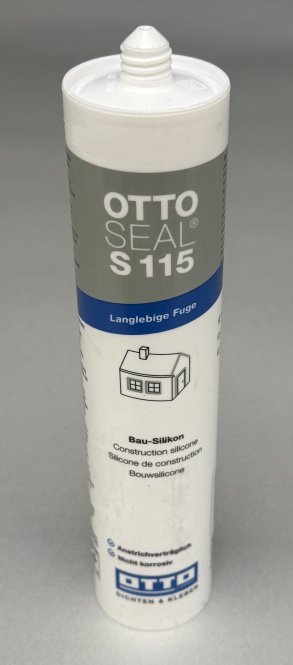 OTTO
SEAL®
S 115
Langlebige Fuge
Bau-Silikon
Construction silicone
Silicone de construction
Bouwsilicone
Anstrichverträglich
Nicht korrosiv
OTTO
DICHTEN & KLEBEN